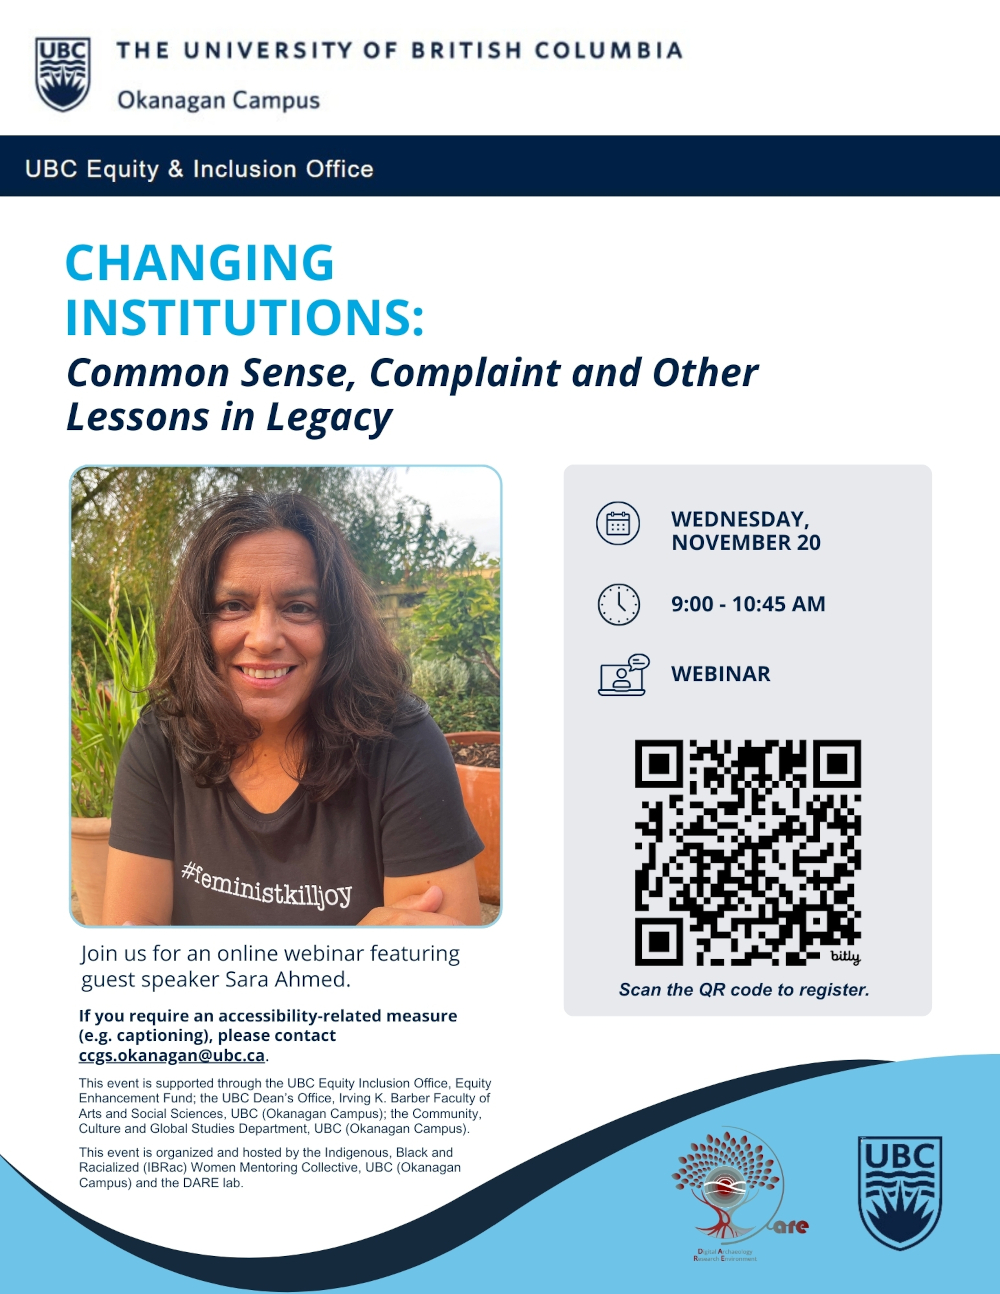 UBC
THE UNIVERSITY OF BRITISH COLUMBIA
Okanagan Campus
UBC Equity & Inclusion Office
CHANGING
INSTITUTIONS:
Common Sense, Complaint and Other
Lessons in Legacy
#feministkilljoy
WEDNESDAY,
NOVEMBER 20
9:00 - 10:45 AM
WEBINAR
bitly
Scan the QR code to register.
Join us for an online webinar featuring
guest speaker Sara Ahmed.
If you require an accessibility-related measure
(e.g. captioning), please contact
ccgs.okanagan@ubc.ca.
This event is supported through the UBC Equity Inclusion Office, Equity
Enhancement Fund; the UBC Dean's Office, Irving K. Barber Faculty of
Arts and Social Sciences, UBC (Okanagan Campus); the Community,
Culture and Global Studies Department, UBC (Okanagan Campus).
This event is organized and hosted by the Indigenous, Black and
Racialized (IBRac) Women Mentoring Collective, UBC (Okanagan
Campus) and the DARE lab.
are
Digital Archaeology
Research Environment
UBC